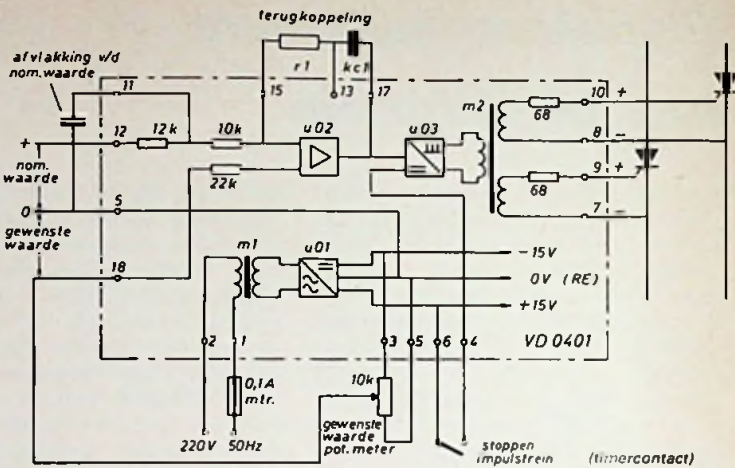 terugkoppeling
r1
kc1
afvlakking v/d
nom. waarde
11
15
13
17
m2
10
+
68
8
-
12
12k
10k
u02
u03
+
nom.
waarde
22k
9
+
68
7
-
0
5
gewenste
waarde
18
m1
u01
-15V
0V (RE)
+15V
2
1
3
5
6
4
VD 0401
0,1A
mtr.
10k
gewenste
waarde
pot. meter
220V 50Hz
stoppen
impulstrein (timercontact)